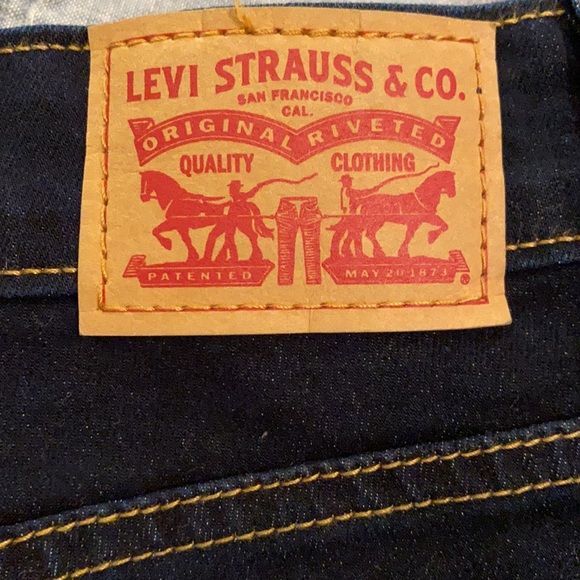 LEVI STRAUSS & CO.
SAN FRANCISCO
CAL.
ORIGINAL RIVETED
QUALITY CLOTHING
PATENTED MAY 20 1873 ®